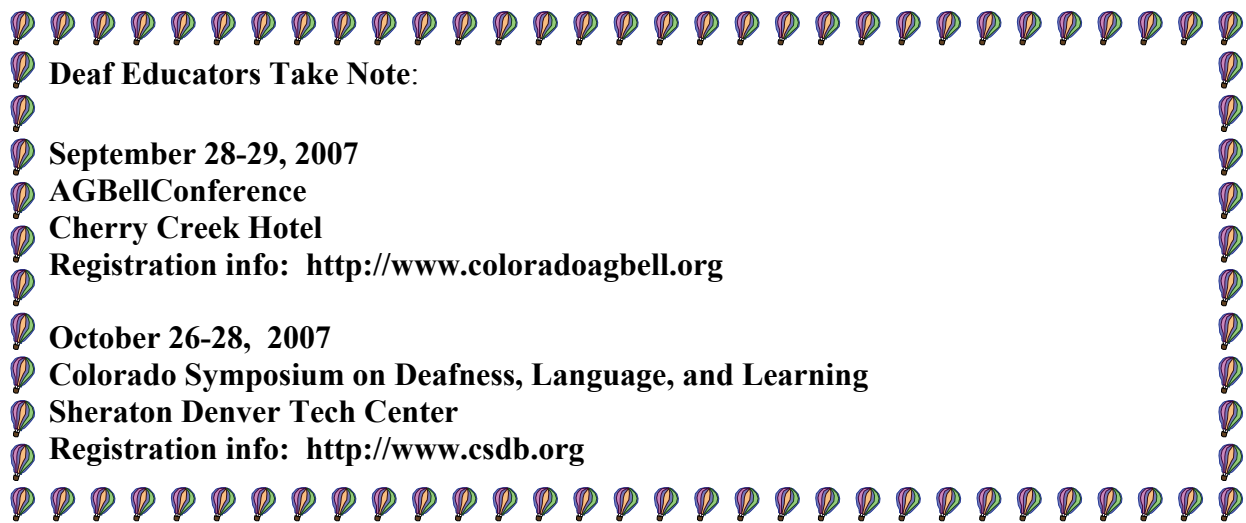 Deaf Educators Take Note:
September 28-29, 2007
AGBellConference
Cherry Creek Hotel
Registration info:  http://www.coloradoagbell.org
October 26-28,  2007
Colorado Symposium on Deafness, Language, and Learning
Sheraton Denver Tech Center
Registration info:  http://www.csdb.org